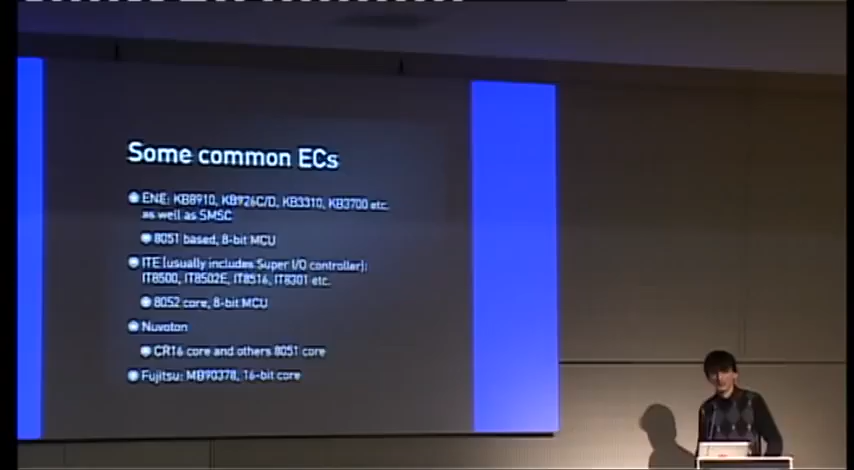 Some common ECs
ENE: KB8910, KB926C/D, KB3310, KB3700 etc.
as well as SMSC
8051 based, 8-bit MCU
ITE (usually includes Super I/O controller):
IT8500, IT8502E, IT8516, IT8301 etc.
8052 core, 8-bit MCU
Nuvoton
CR16 core and others 8051 core
Fujitsu: MB90378, 16-bit core